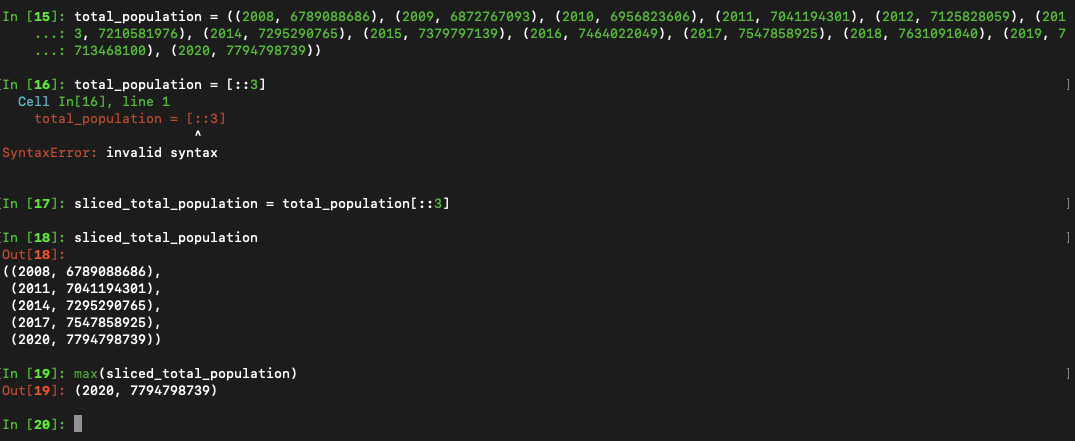 In [15]: total_population = ((2008, 6789088686), (2009, 6872767093), (2010, 6956823606), (2011, 7041194301), (2012, 7125828059), (201
...: 3, 7210581976), (2014, 7295290765), (2015, 7379797139), (2016, 7464022049), (2017, 7547858925), (2018, 7631091040), (2019, 7
...: 713468100), (2020, 7794798739))
[In [16]: total_population = [::3] ]
Cell In[16], line 1
total_population = [::3]
^
SyntaxError: invalid syntax
[In [17]: sliced_total_population = total_population[::3] ]
[In [18]: sliced_total_population ]
Out[18]:
((2008, 6789088686),
(2011, 7041194301),
(2014, 7295290765),
(2017, 7547858925),
(2020, 7794798739))
[In [19]: max(sliced_total_population) ]
Out[19]: (2020, 7794798739)
In [20]: